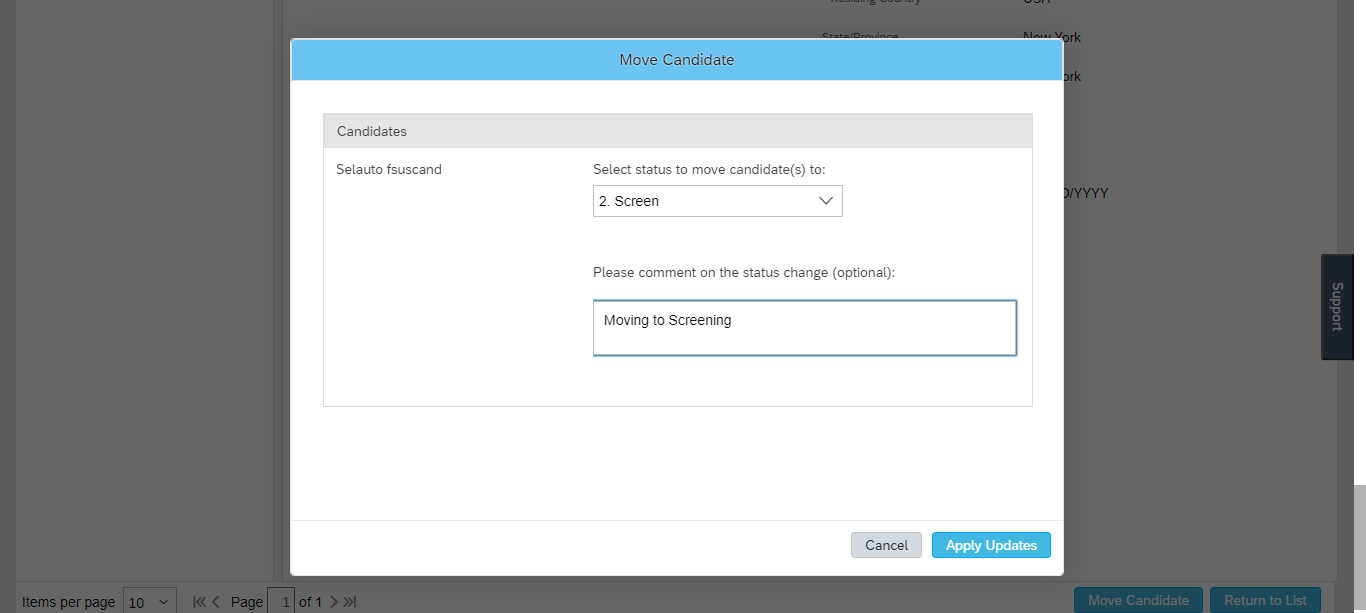 Residing Country
USA
State/Province
New York
Move Candidate
ork
Candidates
Selauto fsuscand
Select status to move candidate(s) to:
2. Screen
D/YYYY
Please comment on the status change (optional):
Support
Moving to Screening
Cancel
Apply Updates
Items per page 10 Page 1 of 1
Move Candidate
Return to List